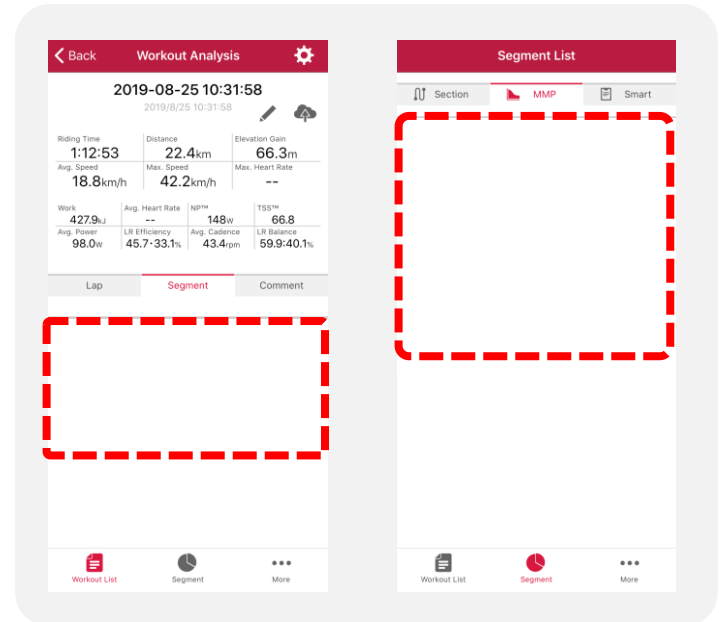 Back
Workout Analysis
2019-08-25 10:31:58
2019/8/25 10:31:58
Riding Time
Distance
Elevation Gain
1:12:53
22.4km
66.3m
Avg. Speed
Max. Speed
Max. Heart Rate
18.8km/h
42.2km/h
--
Work
Avg. Heart Rate
NP™
TSS™
427.9kJ
--
148w
66.8
Avg. Power
LR Efficiency
Avg. Cadence
LR Balance
98.0w
45.7・33.1%
43.4rpm
59.9:40.1%
Lap
Segment
Comment
Workout List
Segment
More
Segment List
Section
MMP
Smart
Workout List
Segment
More